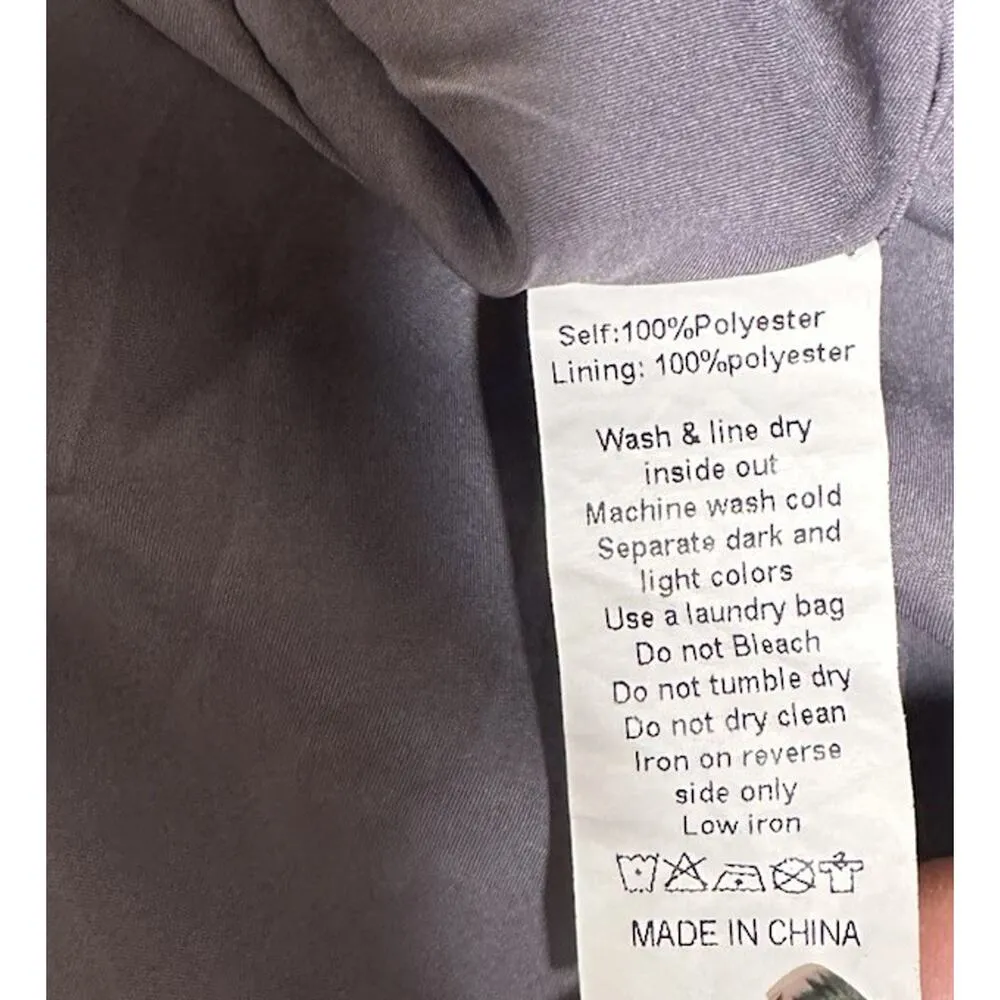 Self:100%Polyester
Lining: 100%polyester
Wash & line dry
inside out
Machine wash cold
Separate dark and
light colors
Use a laundry bag
Do not Bleach
Do not tumble dry
Do not dry clean
Iron on reverse
side only
Low iron
MADE IN CHINA